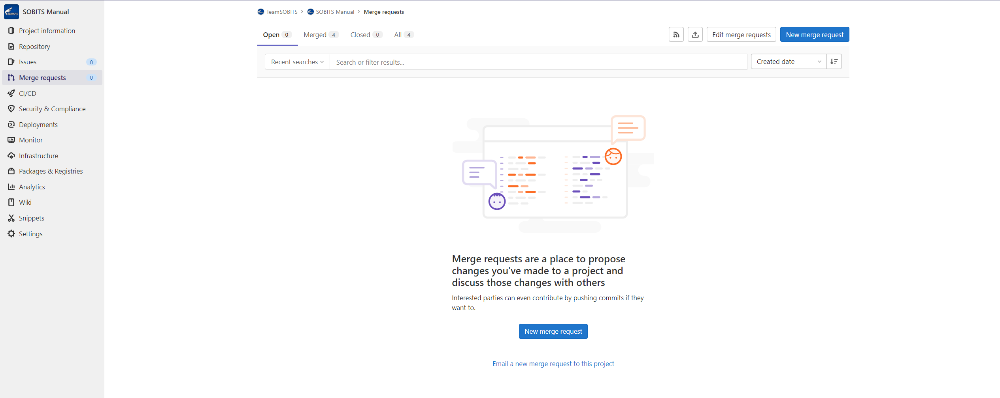 SOBITS
SOBITS Manual
Project information
Repository
Issues 0
Merge requests 0
CI/CD
Security & Compliance
Deployments
Monitor
Infrastructure
Packages & Registries
Analytics
Wiki
Snippets
Settings
TeamSOBITS > SOBITS Manual > Merge requests
Open 0 Merged 4 Closed 0 All 4 Edit merge requests New merge request
Recent searches Search or filter results... Created date
Merge requests are a place to propose
changes you've made to a project and
discuss those changes with others
Interested parties can even contribute by pushing commits if they
want to.
New merge request
Email a new merge request to this project